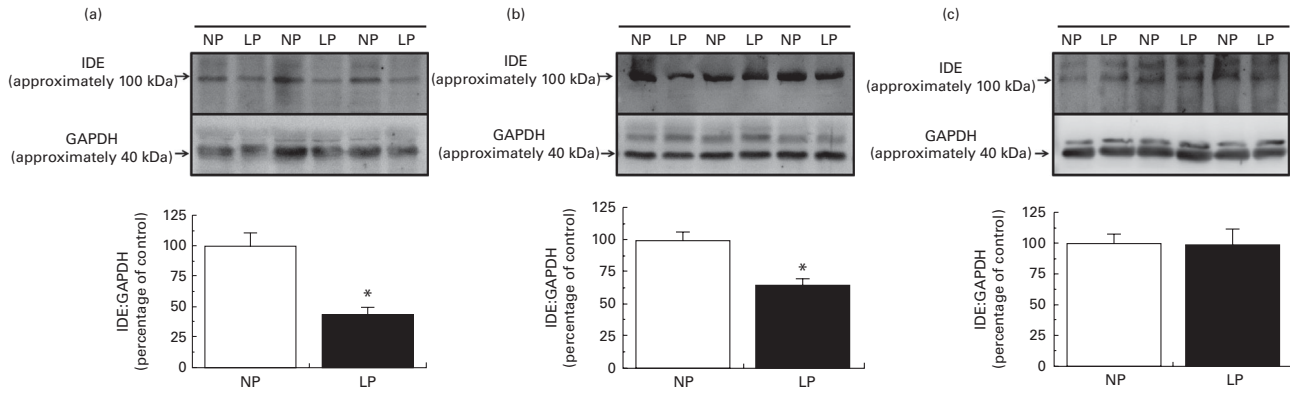 (a)
NP LP NP LP NP LP
IDE
(approximately 100 kDa)
GAPDH
(approximately 40 kDa)
IDE:GAPDH
(percentage of control)
125
100
75
50
25
0
*
NP LP
(b)
NP LP NP LP NP LP
IDE
(approximately 100 kDa)
GAPDH
(approximately 40 kDa)
IDE:GAPDH
(percentage of control)
125
100
75
50
25
0
*
NP LP
(c)
NP LP NP LP NP LP
IDE
(approximately 100 kDa)
GAPDH
(approximately 40 kDa)
IDE:GAPDH
(percentage of control)
125
100
75
50
25
0
NP LP